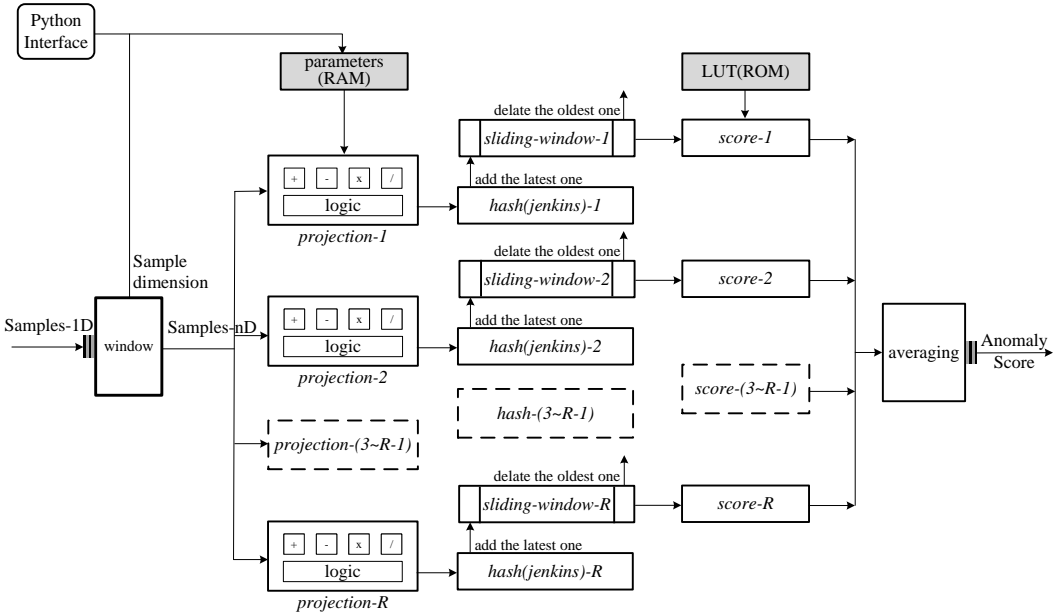 Python
Interface
parameters
(RAM)
LUT(ROM)
delate the oldest one
sliding-window-1
score-1
add the latest one
+ - x /
logic
hash(jenkins)-1
projection-1
Sample
dimension
delate the oldest one
sliding-window-2
score-2
add the latest one
Samples-1D
window
Samples-nD
+ - x /
logic
hash(jenkins)-2
projection-2
averaging
Anomaly
Score
projection-(3~R-1)
hash-(3~R-1)
score-(3~R-1)
delate the oldest one
sliding-window-R
score-R
add the latest one
+ - x /
logic
hash(jenkins)-R
projection-R